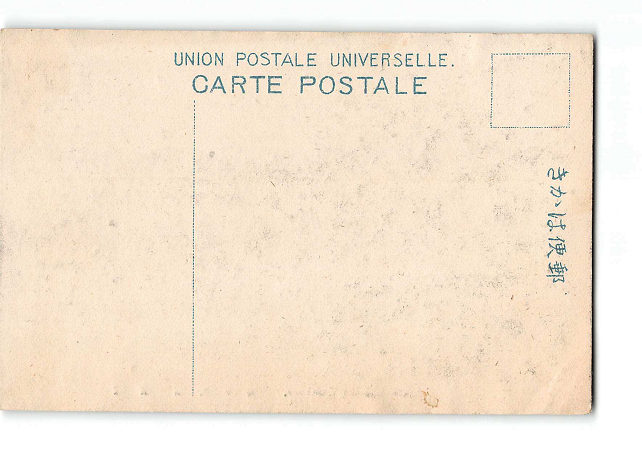 UNION POSTALE UNIVERSELLE.
CARTE POSTALE
きかは便郵